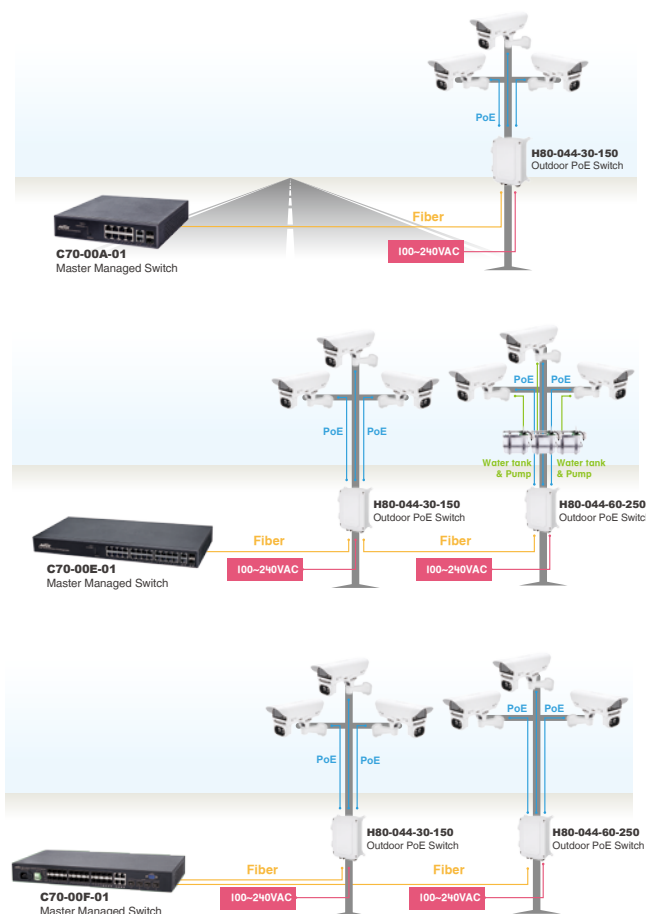 PoE
H80-044-30-150
Outdoor PoE Switch
Fiber
100~240VAC
C70-00A-01
Master Managed Switch
PoE PoE
Water tank Water tank
& Pump & Pump
PoE PoE
H80-044-30-150
Outdoor PoE Switch
H80-044-60-250
Outdoor PoE Switch
Fiber
Fiber
100~240VAC
100~240VAC
C70-00E-01
Master Managed Switch
PoE PoE
PoE PoE
H80-044-30-150
Outdoor PoE Switch
H80-044-60-250
Outdoor PoE Switch
Fiber
Fiber
100~240VAC
100~240VAC
C70-00F-01
Master Managed Switch